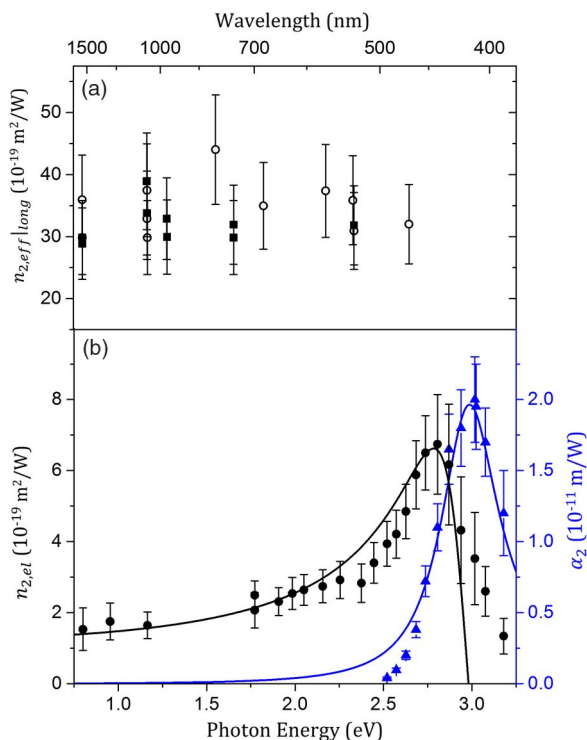 Wavelength (nm)
1500 1000 700 500 400
(a)
50
40
30
20
n2,eff|long (10-19 m2/W)
(b)
8
6
4
2
0
n2,el (10-19 m2/W)
2.0
1.5
1.0
0.5
0.0
α2 (10-11 m/W)
1.0 1.5 2.0 2.5 3.0
Photon Energy (eV)